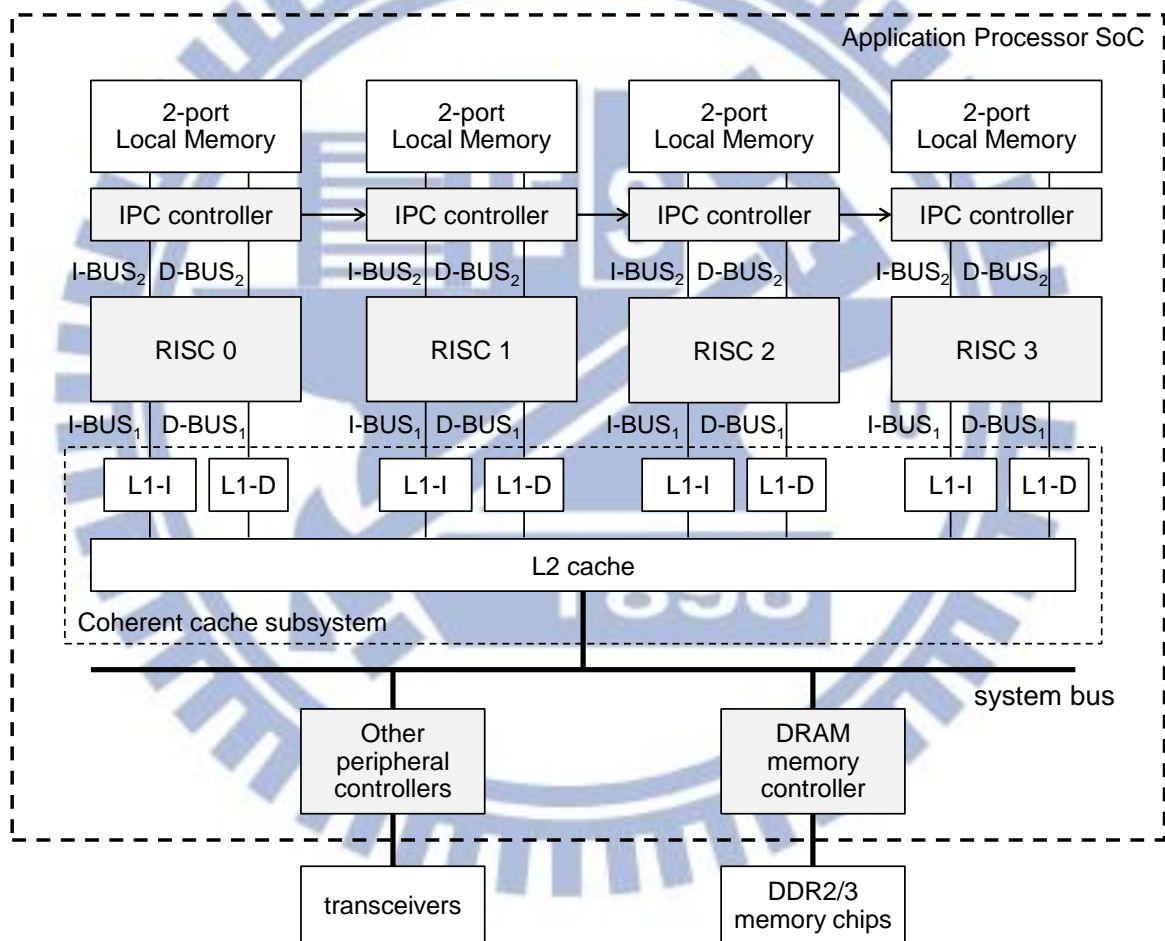 Application Processor SoC
2-port
Local Memory
2-port
Local Memory
2-port
Local Memory
2-port
Local Memory
IPC controller
IPC controller
IPC controller
IPC controller
I-BUS2 D-BUS2
I-BUS2 D-BUS2
I-BUS2 D-BUS2
I-BUS2 D-BUS2
RISC 0
RISC 1
RISC 2
RISC 3
I-BUS1 D-BUS1
I-BUS1 D-BUS1
I-BUS1 D-BUS1
I-BUS1 D-BUS1
L1-I
L1-D
L1-I
L1-D
L1-I
L1-D
L1-I
L1-D
L2 cache
1896
Coherent cache subsystem
system bus
Other
peripheral
controllers
DRAM
memory
controller
transceivers
DDR2/3
memory chips